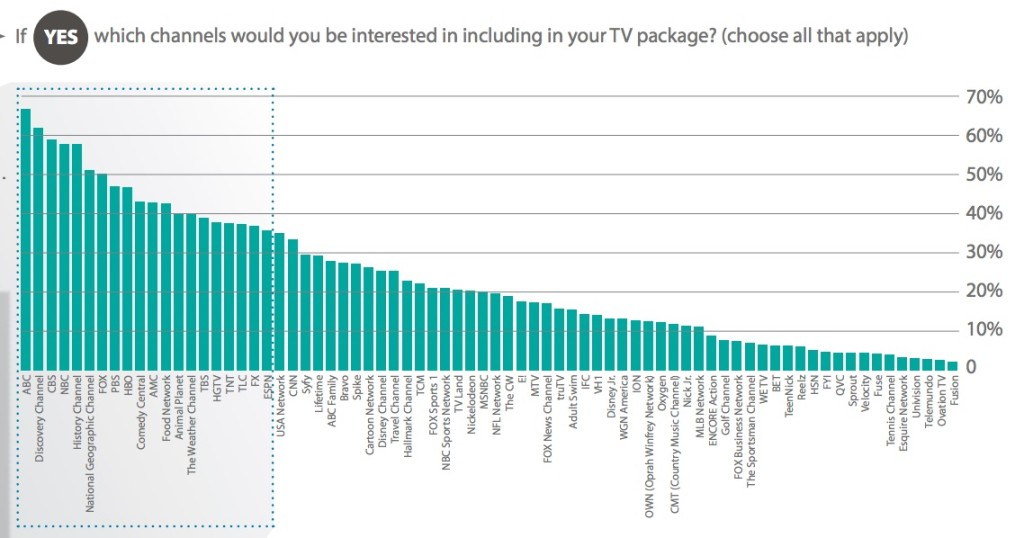 If YES which channels would you be interested in including in your TV package? (choose all that apply)
70%
60%
50%
40%
30%
20%
10%
0
ABC
Discovery Channel
CBS
NBC
History Channel
National Geographic Channel
FOX
PBS
HBO
Comedy Central
AMC
Food Network
Animal Planet
The Weather Channel
TBS
HGTV
TNT
TLC
FX
ESPN
USA Network
CNN
Syfy
Lifetime
ABC Family
Bravo
Spike
Cartoon Network
Disney Channel
Travel Channel
Hallmark Channel
TCM
FOX Sports 1
NBC Sports Network
TV Land
Nickelodeon
MSNBC
NFL Network
The CW
E!
MTV
FOX News Channel
truTV
Adult Swim
IFC
VH1
Disney Jr.
WGN America
ION
OWN (Oprah Winfrey Network)
Oxygen
CMT (Country Music Channel)
Nick Jr.
MLB Network
ENCORE Action
Golf Channel
FOX Business Network
The Sportsman Channel
WE TV
BET
TeenNick
Reelz
HSN
FYI
QVC
Sprout
Velocity
Fuse
Tennis Channel
Esquire Network
Univision
Telemundo
Ovation TV
Fusion